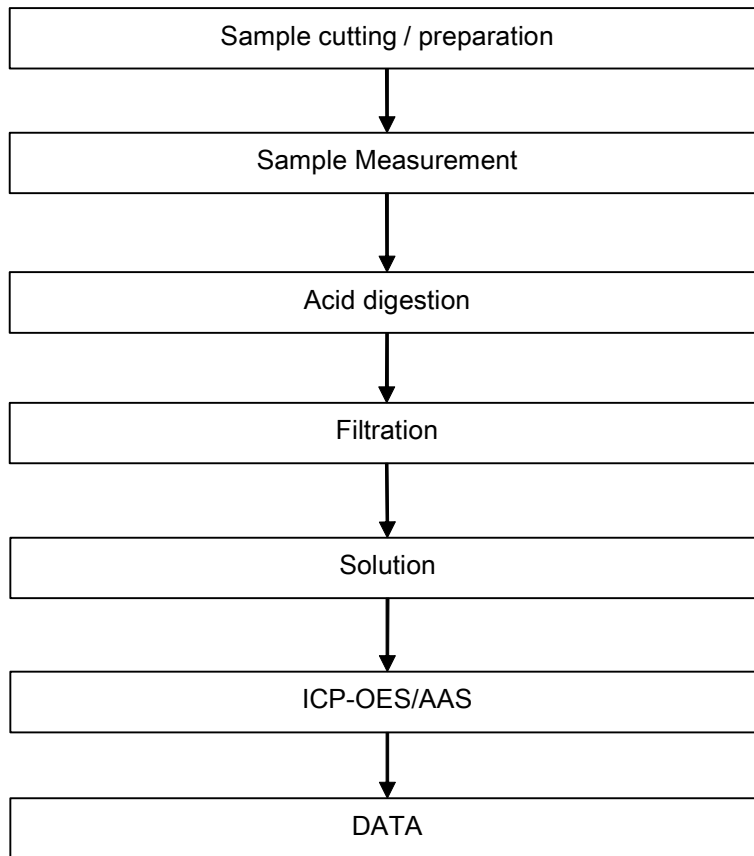 Sample cutting / preparation
Sample Measurement
Acid digestion
Filtration
Solution
ICP-OES/AAS
DATA